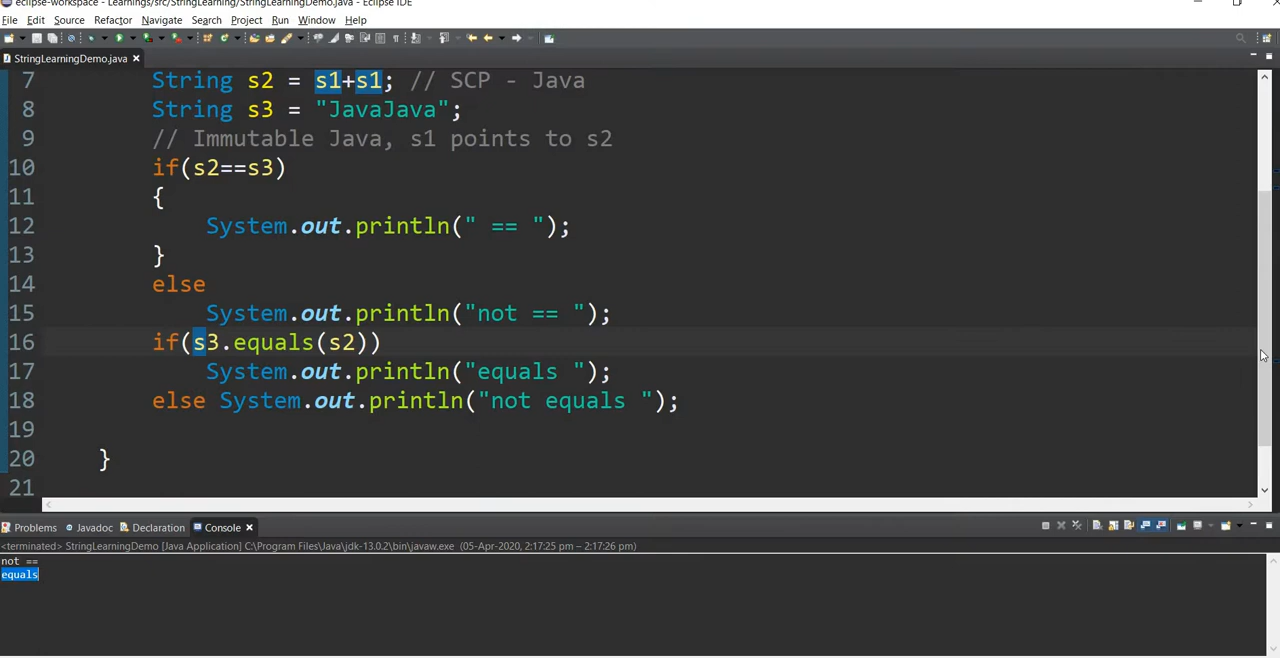 eclipse-workspace - Learnings/src/StringLearning/StringLearningDemo.java - Eclipse IDE
File Edit Source Refactor Navigate Search Project Run Window Help
StringLearningDemo.java
7 String s2 = s1+s1; // SCP - Java
8 String s3 = "JavaJava";
9 // Immutable Java, s1 points to s2
10 if(s2==s3)
11 {
12 System.out.println(" == ");
13 }
14 else
15 System.out.println("not == ");
16 if(s3.equals(s2))
17 System.out.println("equals ");
18 else System.out.println("not equals ");
19
20 }
21
Problems Javadoc Declaration Console
<terminated> StringLearningDemo [Java Application] C:\Program Files\Java\jdk-13.0.2\bin\javaw.exe (05-Apr-2020, 2:17:25 pm – 2:17:26 pm)
not ==
equals